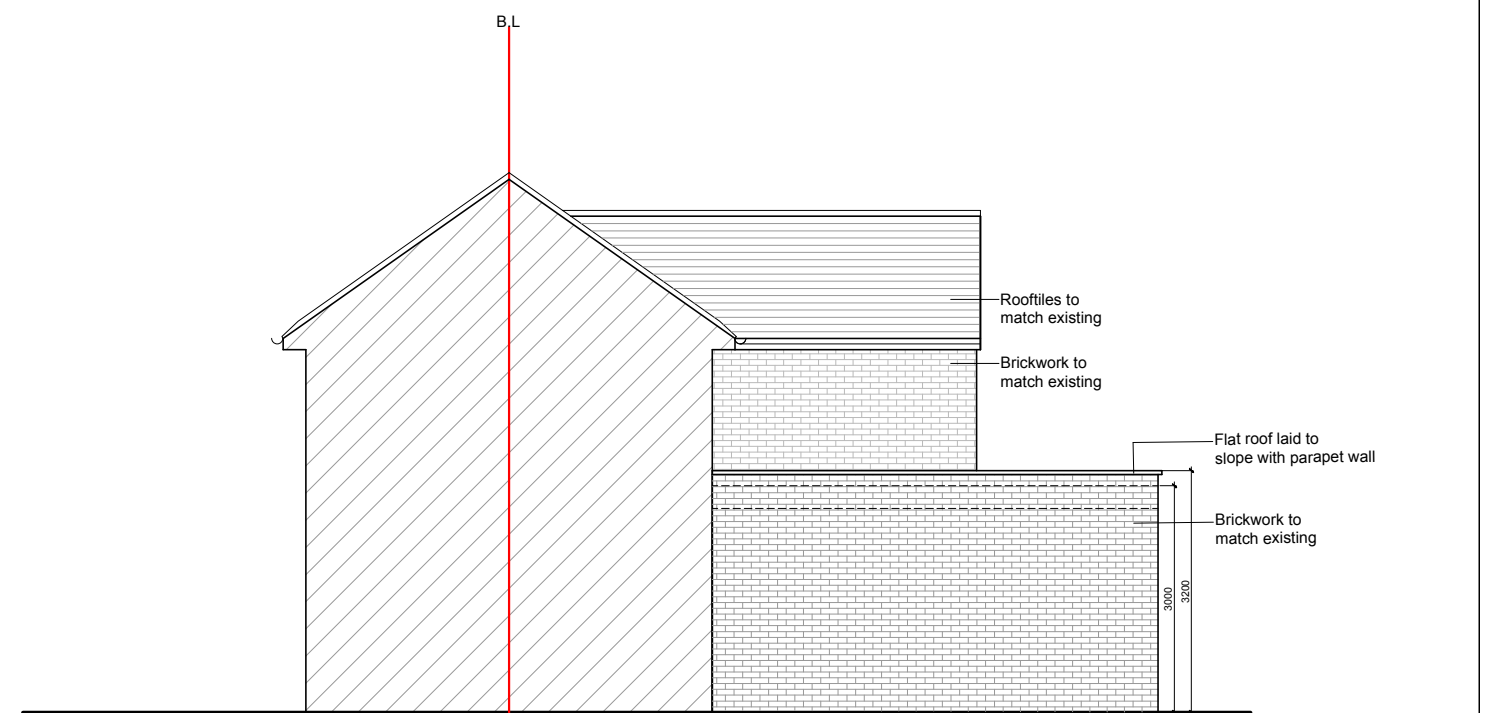 B.L
Rooftiles to
match existing
Brickwork to
match existing
Flat roof laid to
slope with parapet wall
Brickwork to
match existing
3000
3200